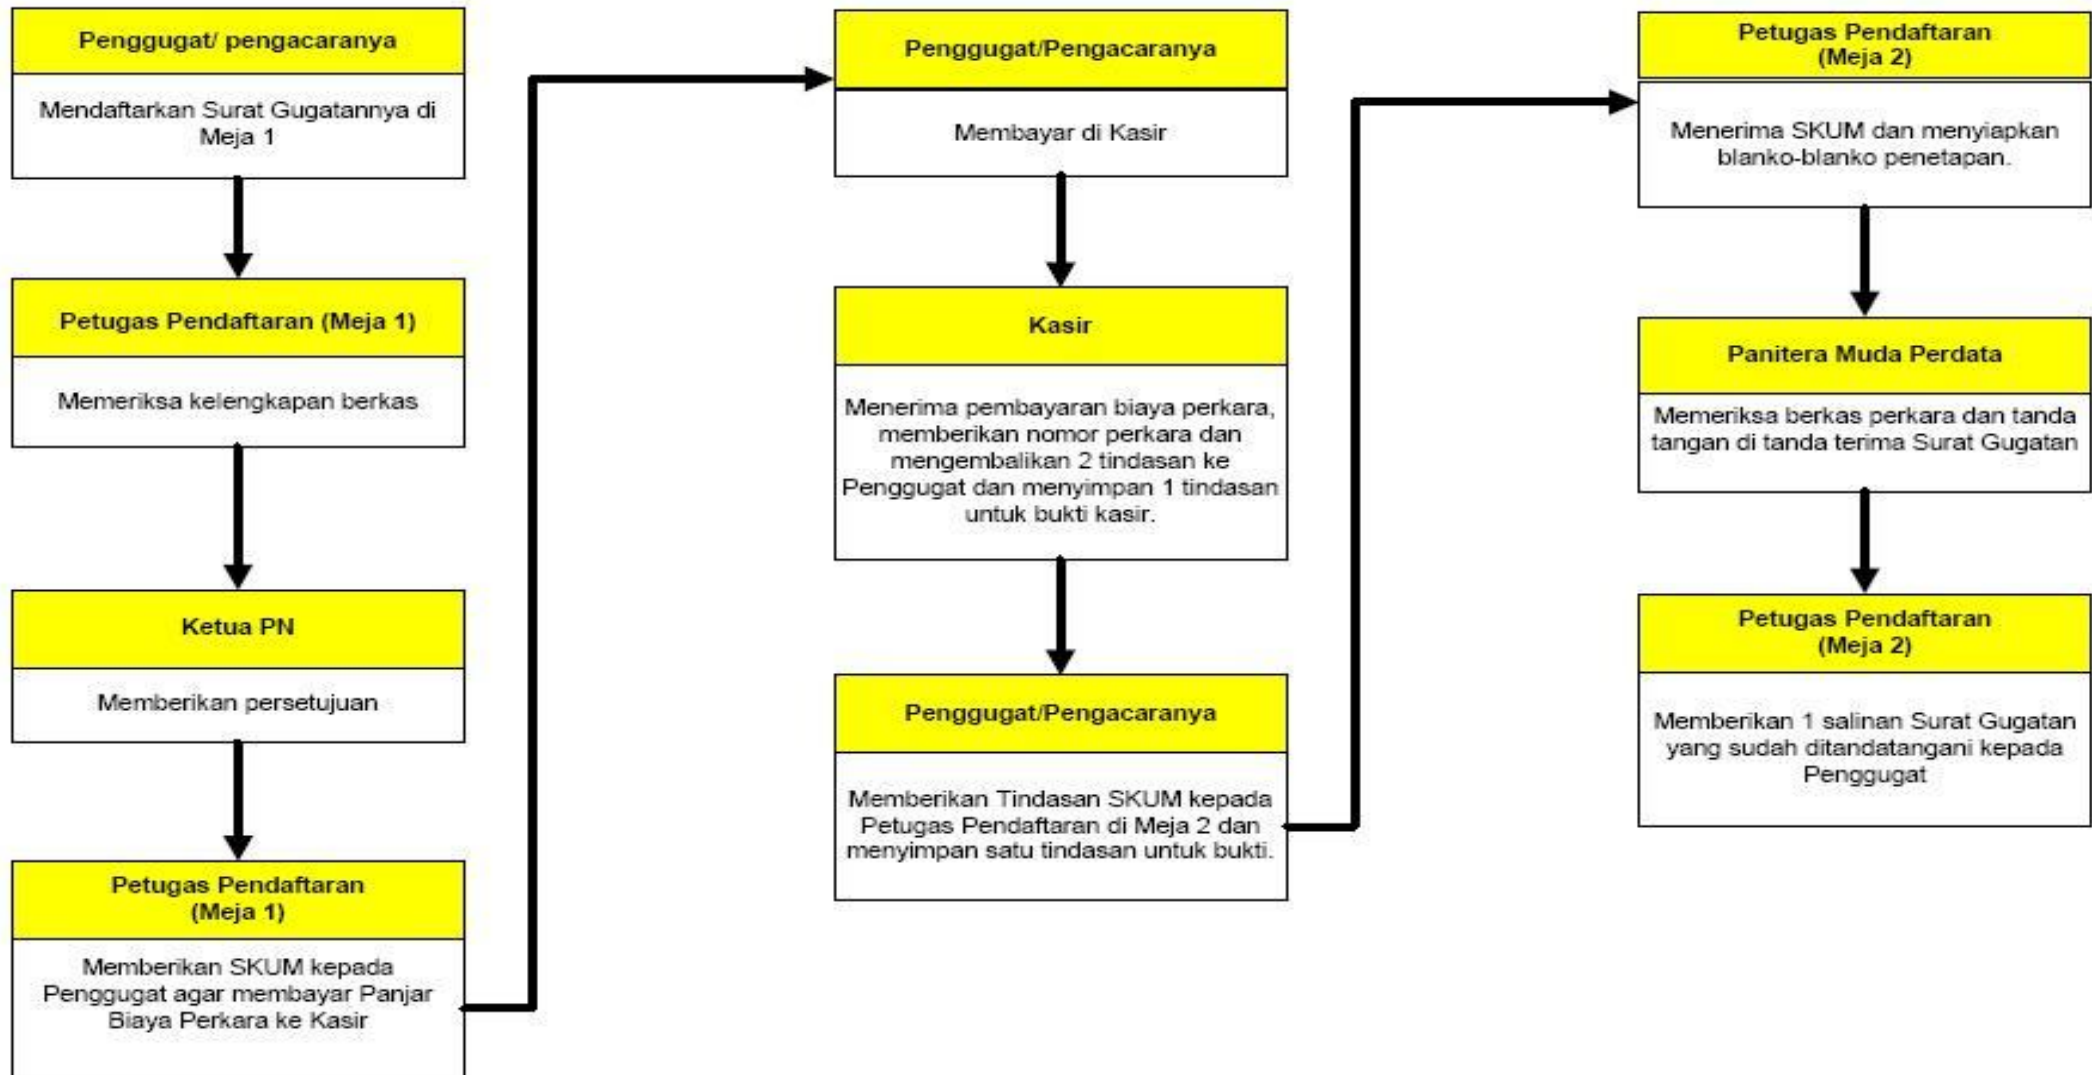 Penggugat/ pengacaranya
Mendaftarkan Surat Gugatannya di
Meja 1
Petugas Pendaftaran (Meja 1)
Memeriksa kelengkapan berkas
Ketua PN
Memberikan persetujuan
Petugas Pendaftaran
(Meja 1)
Memberikan SKUM kepada
Penggugat agar membayar Panjar
Biaya Perkara ke Kasir
Penggugat/Pengacaranya
Membayar di Kasir
Kasir
Menerima pembayaran biaya perkara,
memberikan nomor perkara dan
mengembalikan 2 tindasan ke
Penggugat dan menyimpan 1 tindasan
untuk bukti kasir.
Penggugat/Pengacaranya
Memberikan Tindasan SKUM kepada
Petugas Pendaftaran di Meja 2 dan
menyimpan satu tindasan untuk bukti.
Petugas Pendaftaran
(Meja 2)
Menerima SKUM dan menyiapkan
blanko-blanko penetapan.
Panitera Muda Perdata
Memeriksa berkas perkara dan tanda
tangan di tanda terima Surat Gugatan
Petugas Pendaftaran
(Meja 2)
Memberikan 1 salinan Surat Gugatan
yang sudah ditandatangani kepada
Penggugat